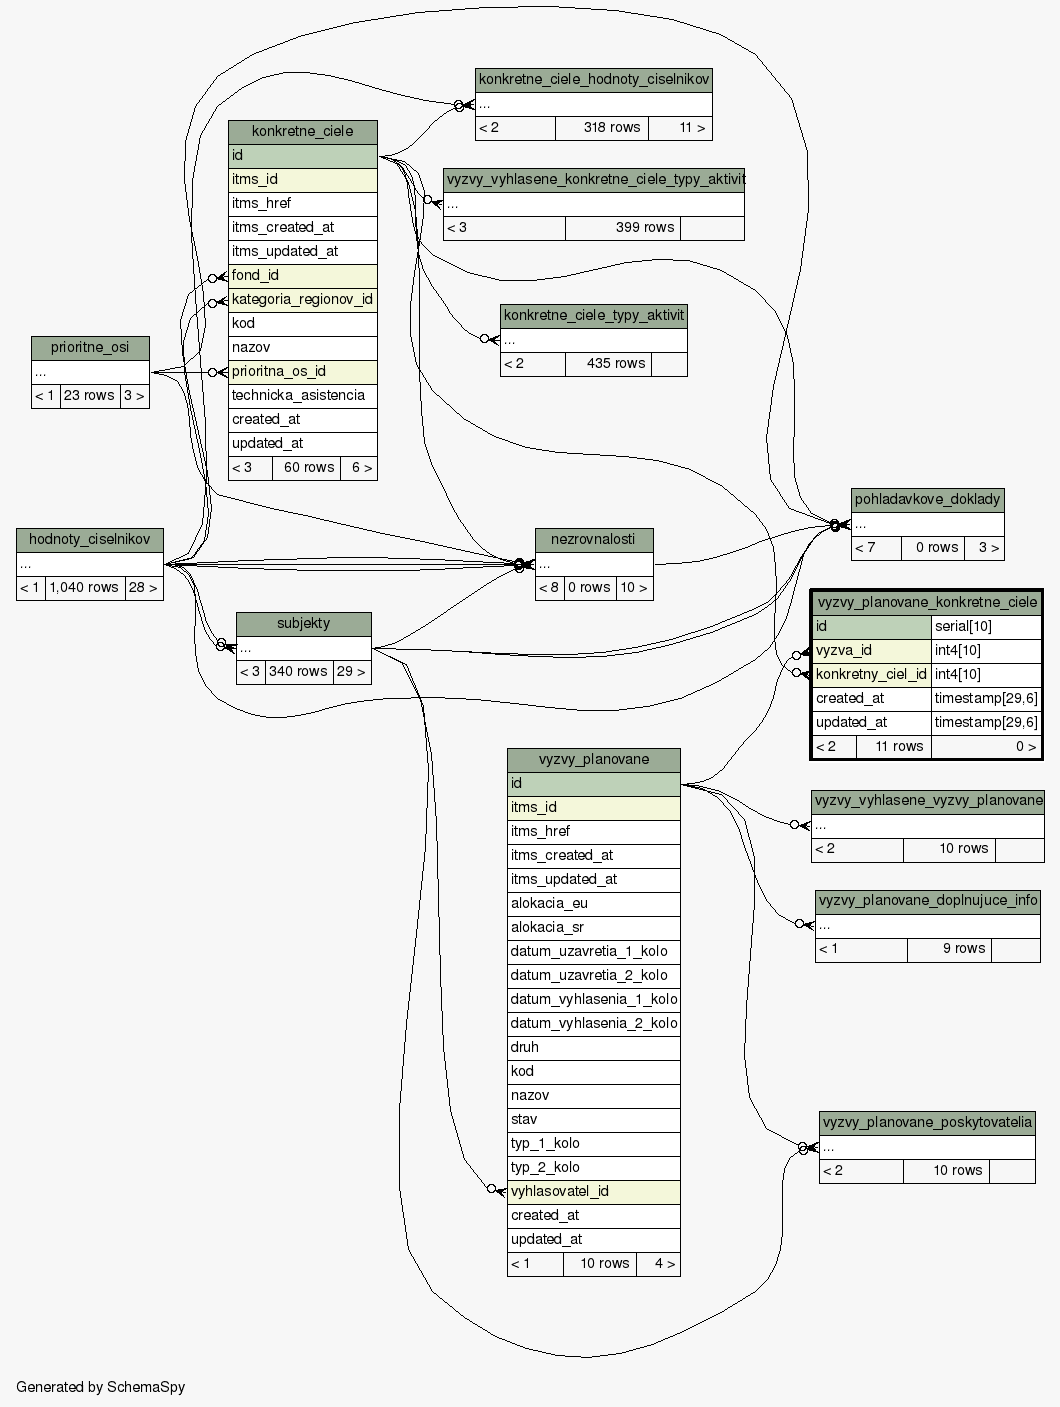 konkretne_ciele_hodnoty_ciselnikov
...
< 2 318 rows 11 >
konkretne_ciele
id
itms_id
itms_href
itms_created_at
itms_updated_at
fond_id
kategoria_regionov_id
kod
nazov
prioritna_os_id
technicka_asistencia
created_at
updated_at
< 3 60 rows 6 >
vyzvy_vyhlasene_konkretne_ciele_typy_aktivit
...
< 3 399 rows
konkretne_ciele_typy_aktivit
...
< 2 435 rows
prioritne_osi
...
< 1 23 rows 3 >
hodnoty_ciselnikov
...
< 1 1,040 rows 28 >
nezrovnalosti
...
< 8 0 rows 10 >
pohladavkove_doklady
...
< 7 0 rows 3 >
subjekty
...
< 3 340 rows 29 >
vyzvy_planovane_konkretne_ciele
id serial[10]
vyzva_id int4[10]
konkretny_ciel_id int4[10]
created_at timestamp[29,6]
updated_at timestamp[29,6]
< 2 11 rows 0 >
vyzvy_planovane
id
itms_id
itms_href
itms_created_at
itms_updated_at
alokacia_eu
alokacia_sr
datum_uzavretia_1_kolo
datum_uzavretia_2_kolo
datum_vyhlasenia_1_kolo
datum_vyhlasenia_2_kolo
druh
kod
nazov
stav
typ_1_kolo
typ_2_kolo
vyhlasovatel_id
created_at
updated_at
< 1 10 rows 4 >
vyzvy_vyhlasene_vyzvy_planovane
...
< 2 10 rows
vyzvy_planovane_doplnujuce_info
...
< 1 9 rows
vyzvy_planovane_poskytovatelia
...
< 2 10 rows
Generated by SchemaSpy